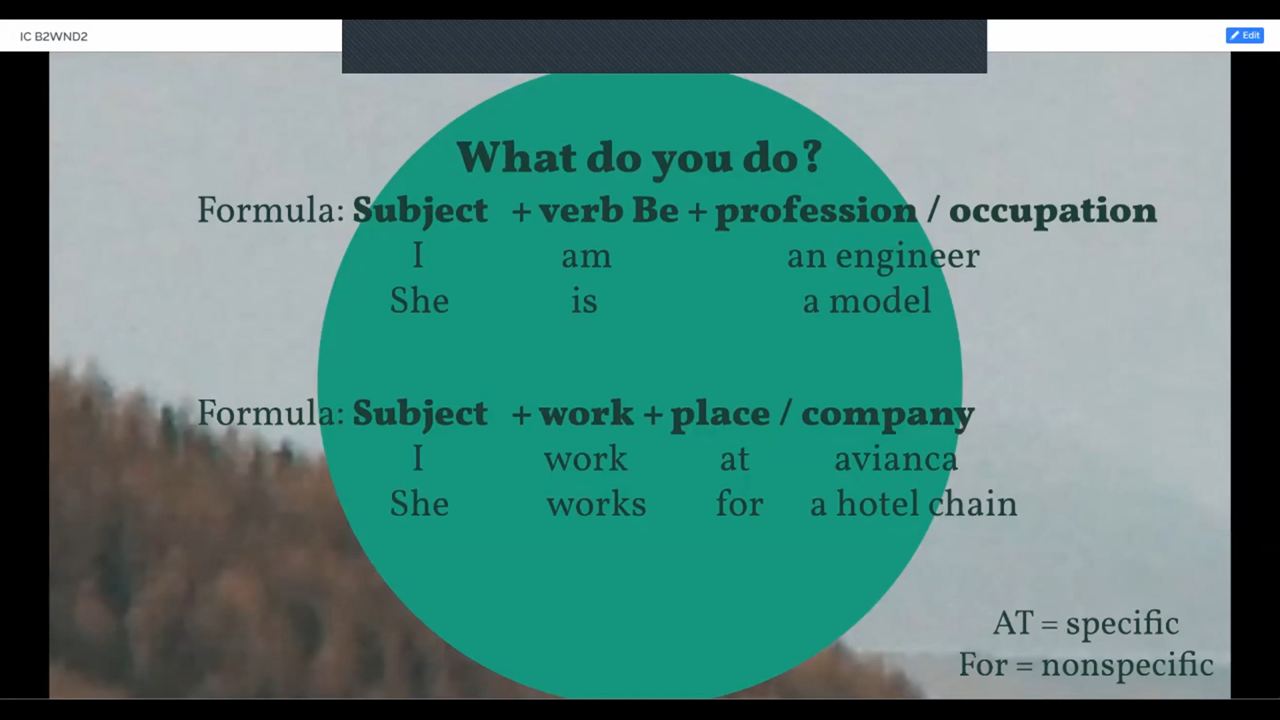 IC B2WND2
Edit
What do you do?
Formula: Subject + verb Be + profession / occupation
I am an engineer
She is a model
Formula: Subject + work + place / company
I work at avianca
She works for a hotel chain
AT = specific
For = nonspecific